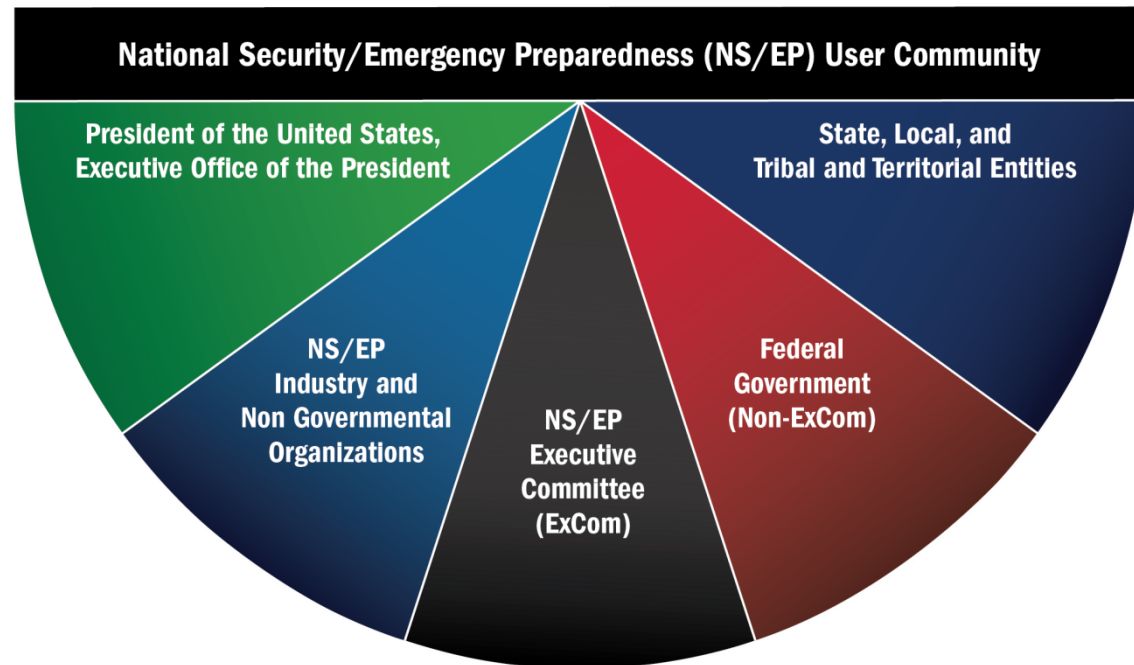 National Security/Emergency Preparedness (NS/EP) User Community
President of the United States,
Executive Office of the President
State, Local, and
Tribal and Territorial Entities
NS/EP
Industry and
Non Governmental
Organizations
NS/EP
Executive
Committee
(ExCom)
Federal
Government
(Non-ExCom)